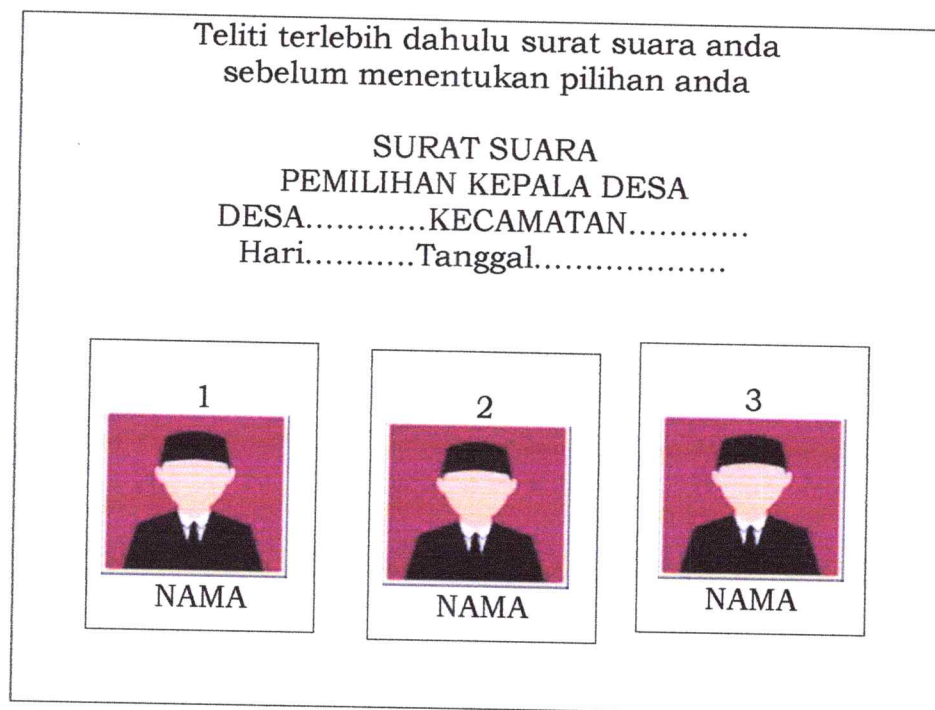 Teliti terlebih dahulu surat suara anda
sebelum menentukan pilihan anda
SURAT SUARA
PEMILIHAN KEPALA DESA
DESA............KECAMATAN............
Hari...........Tanggal...................
1
2
3
NAMA
NAMA
NAMA